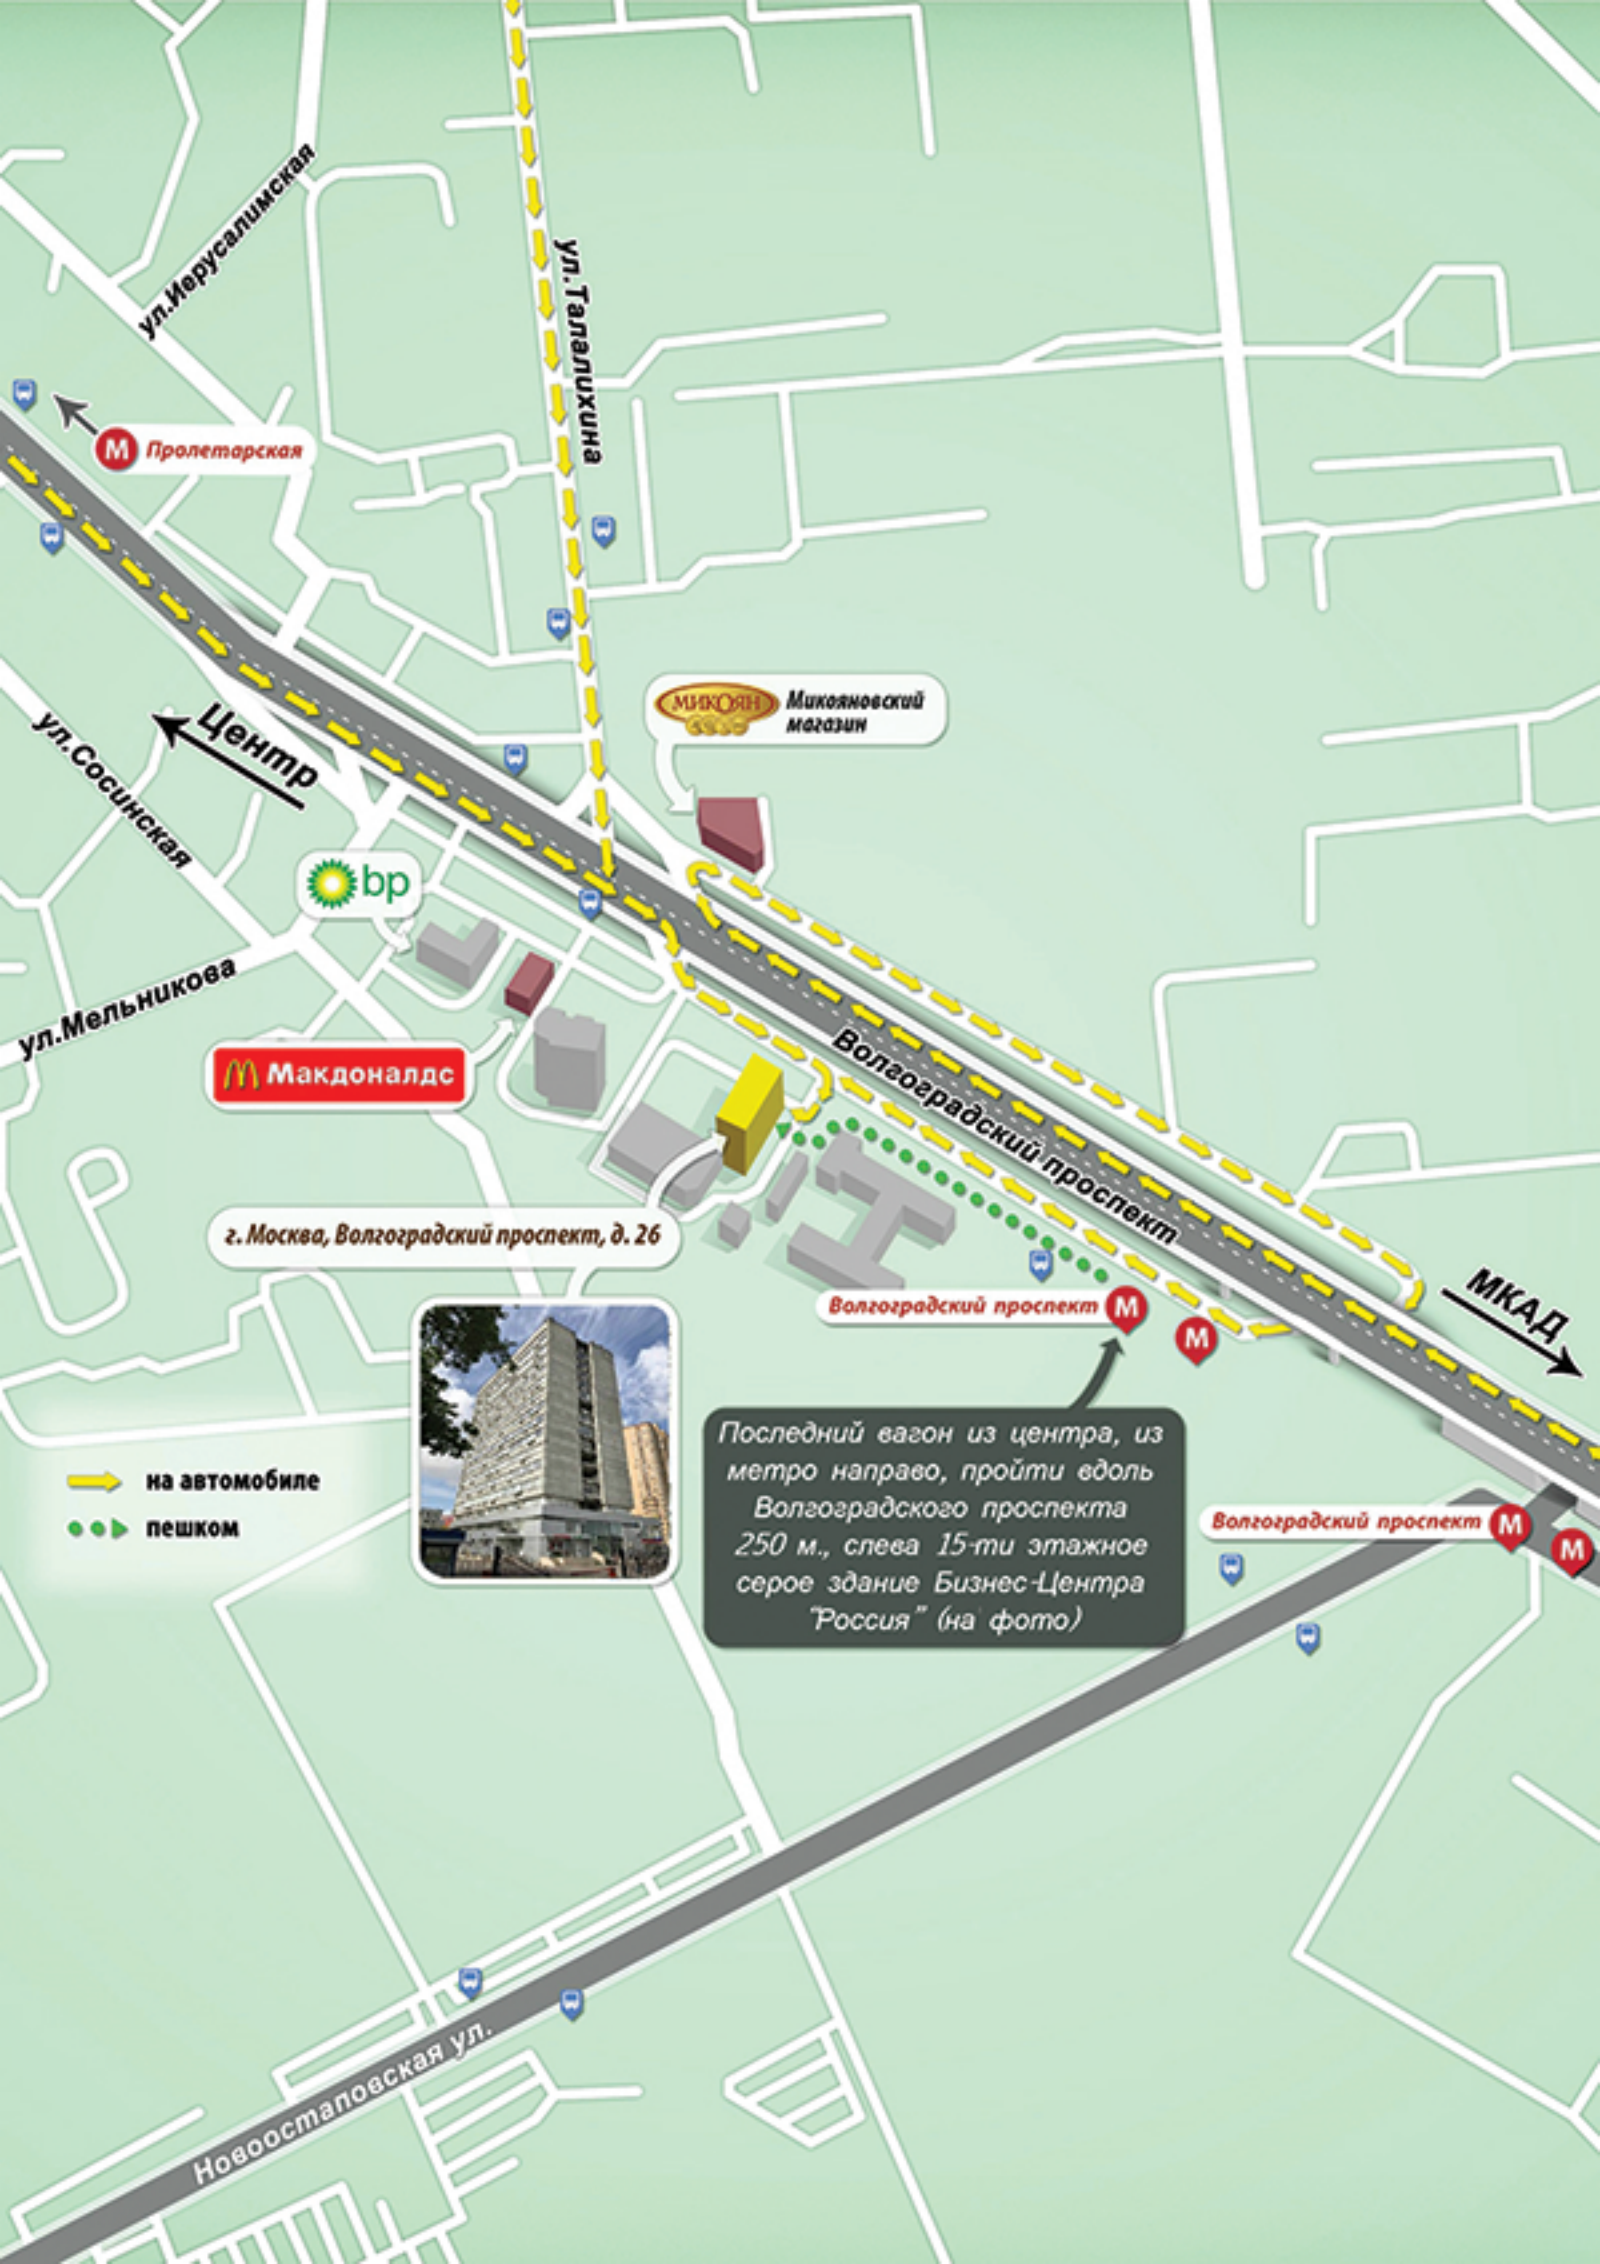 ул.Иерусалимская
ул.Талалихина
М Пролетарская
МИКОЯН
Микояновский
магазин
Центр
ул.Сосинская
bp
ул.Мельникова
Макдоналдс
Волгоградский проспект
г. Москва, Волгоградский проспект, д. 26
Волгоградский проспект М
М
МКАД
Последний вагон из центра, из
метро направо, пройти вдоль
Волгоградского проспекта
250 м., слева 15-ти этажное
серое здание Бизнес-Центра
"Россия" (на фото)
на автомобиле
пешком
Волгоградский проспект М
М
Новоостаповская ул.